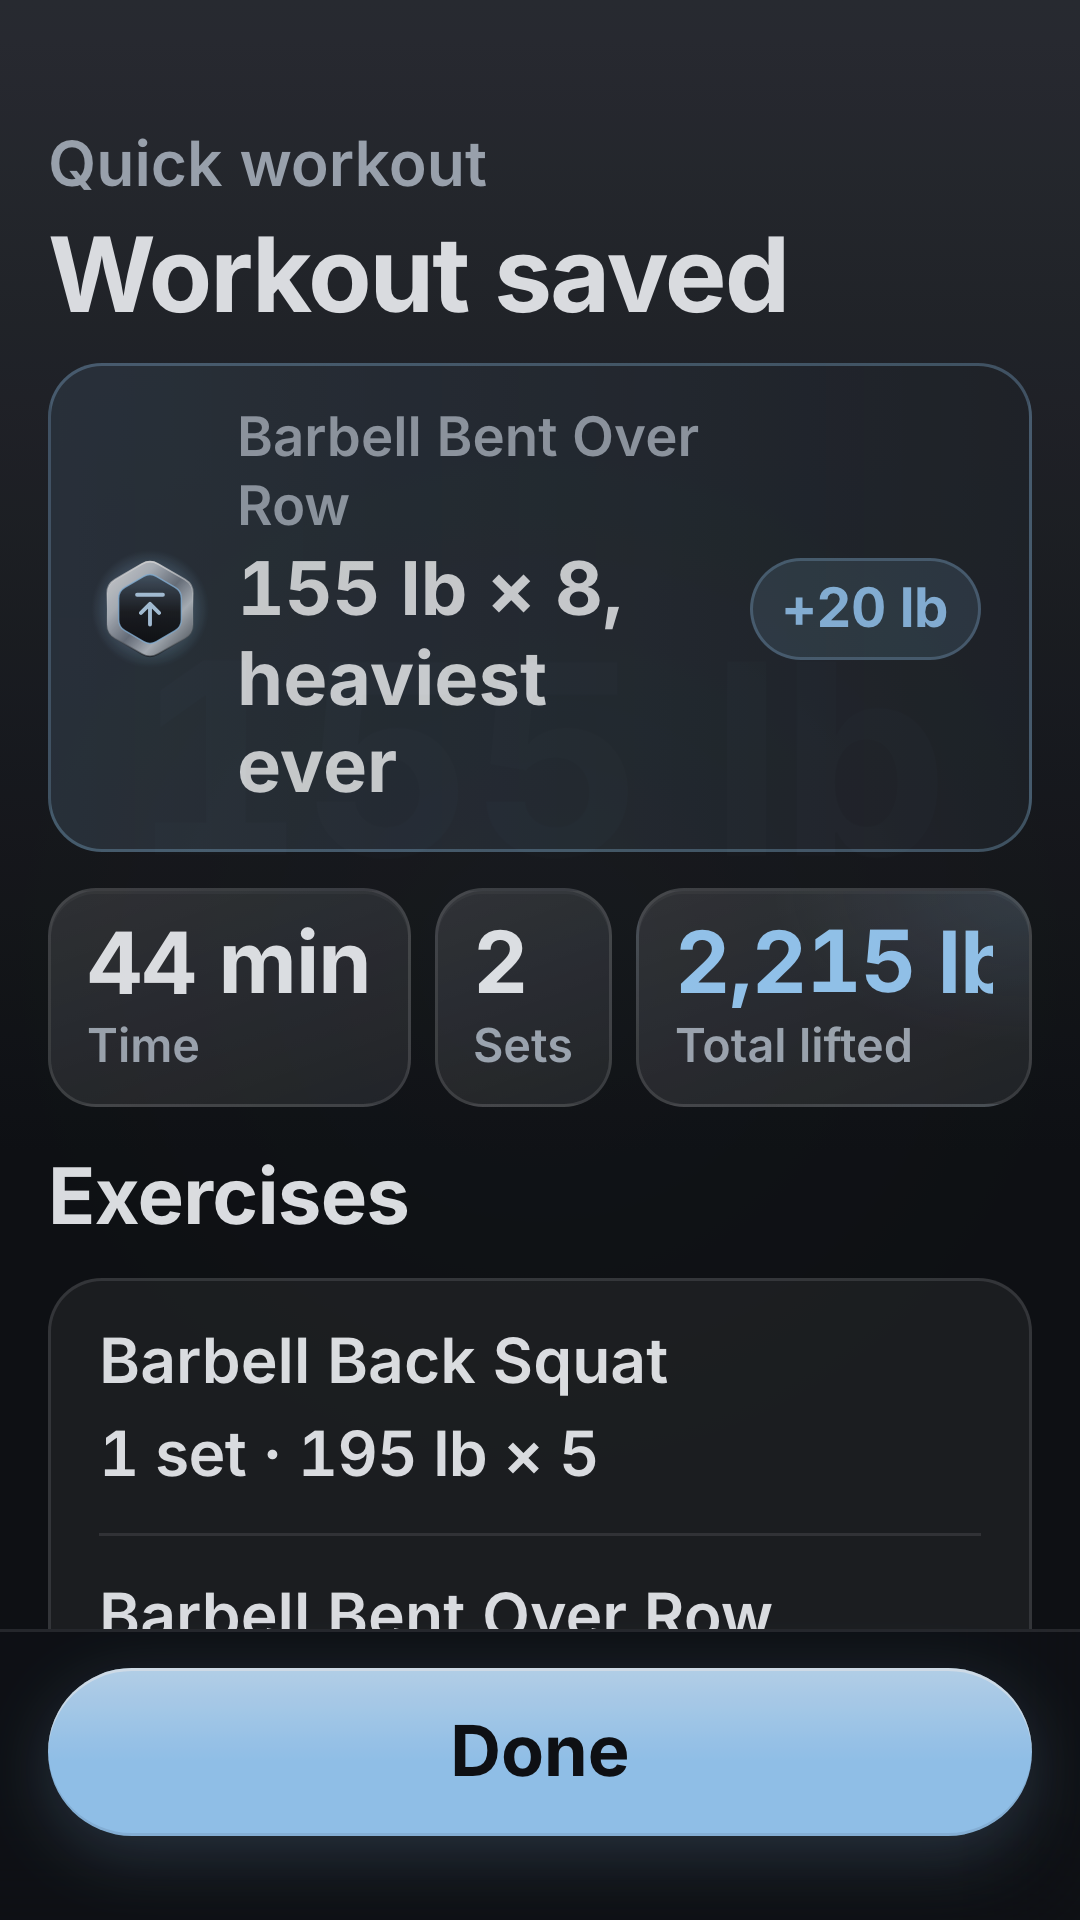 Quick workout
Workout saved
Barbell Bent Over
Row
155 lb × 8,
heaviest
ever
+20 lb
155 lb
44 min
Time
2
Sets
2,215 lb
Total lifted
Exercises
Barbell Back Squat
1 set · 195 lb × 5
Barbell Bent Over Row
Done